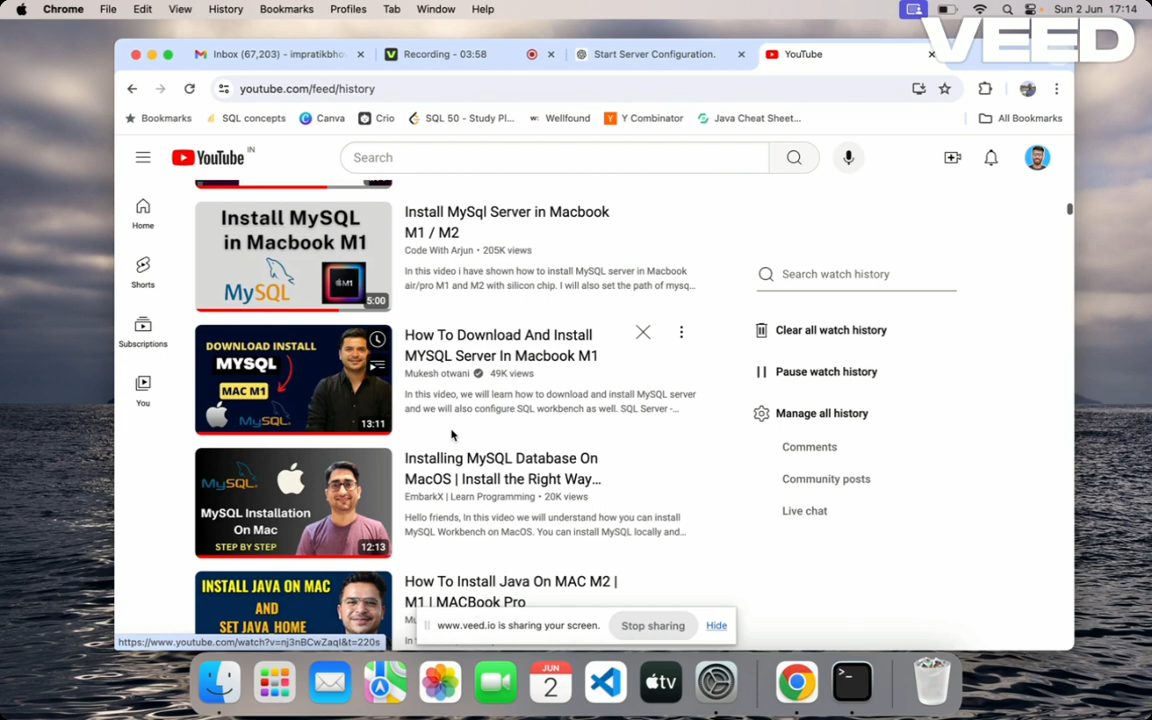 Chrome File Edit View History Bookmarks Profiles Tab Window Help Sun 2 Jun 17:14
VEED
Inbox (67,203) - impratikbho
Recording - 03:58
Start Server Configuration.
YouTube
youtube.com/feed/history
Bookmarks SQL concepts Canva Crio SQL 50 - Study Pl... Wellfound Y Combinator Java Cheat Sheet... All Bookmarks
YouTube IN
Search
Home
Shorts
Subscriptions
You
Install MySQL
in Macbook M1
MySQL
M1
5:00
Install MySql Server in Macbook
M1 / M2
Code With Arjun • 205K views
In this video i have shown how to install MySQL server in Macbook
air/pro M1 and M2 with silicon chip. I will also set the path of mysq...
DOWNLOAD INSTALL
MYSQL
MAC M1
MySQL
13:11
How To Download And Install
MYSQL Server In Macbook M1
Mukesh otwani 49K views
In this video, we will learn how to download and install MySQL server
and we will also configure SQL workbench as well. SQL Server -...
MySQL
MySQL Installation
On Mac
STEP BY STEP
12:13
Installing MySQL Database On
MacOS | Install the Right Way...
EmbarkX | Learn Programming • 20K views
Hello friends, In this video we will understand how you can install
MySQL Workbench on MacOS. You can install MySQL locally and...
INSTALL JAVA ON MAC
AND
SET JAVA HOME
How To Install Java On MAC M2 |
M1 | MACBook Pro
Search watch history
Clear all watch history
Pause watch history
Manage all history
Comments
Community posts
Live chat
www.veed.io is sharing your screen.
Stop sharing
Hide
https://www.youtube.com/watch?v=nj3nBCwZaqI&t=220s
JUN
2
tv